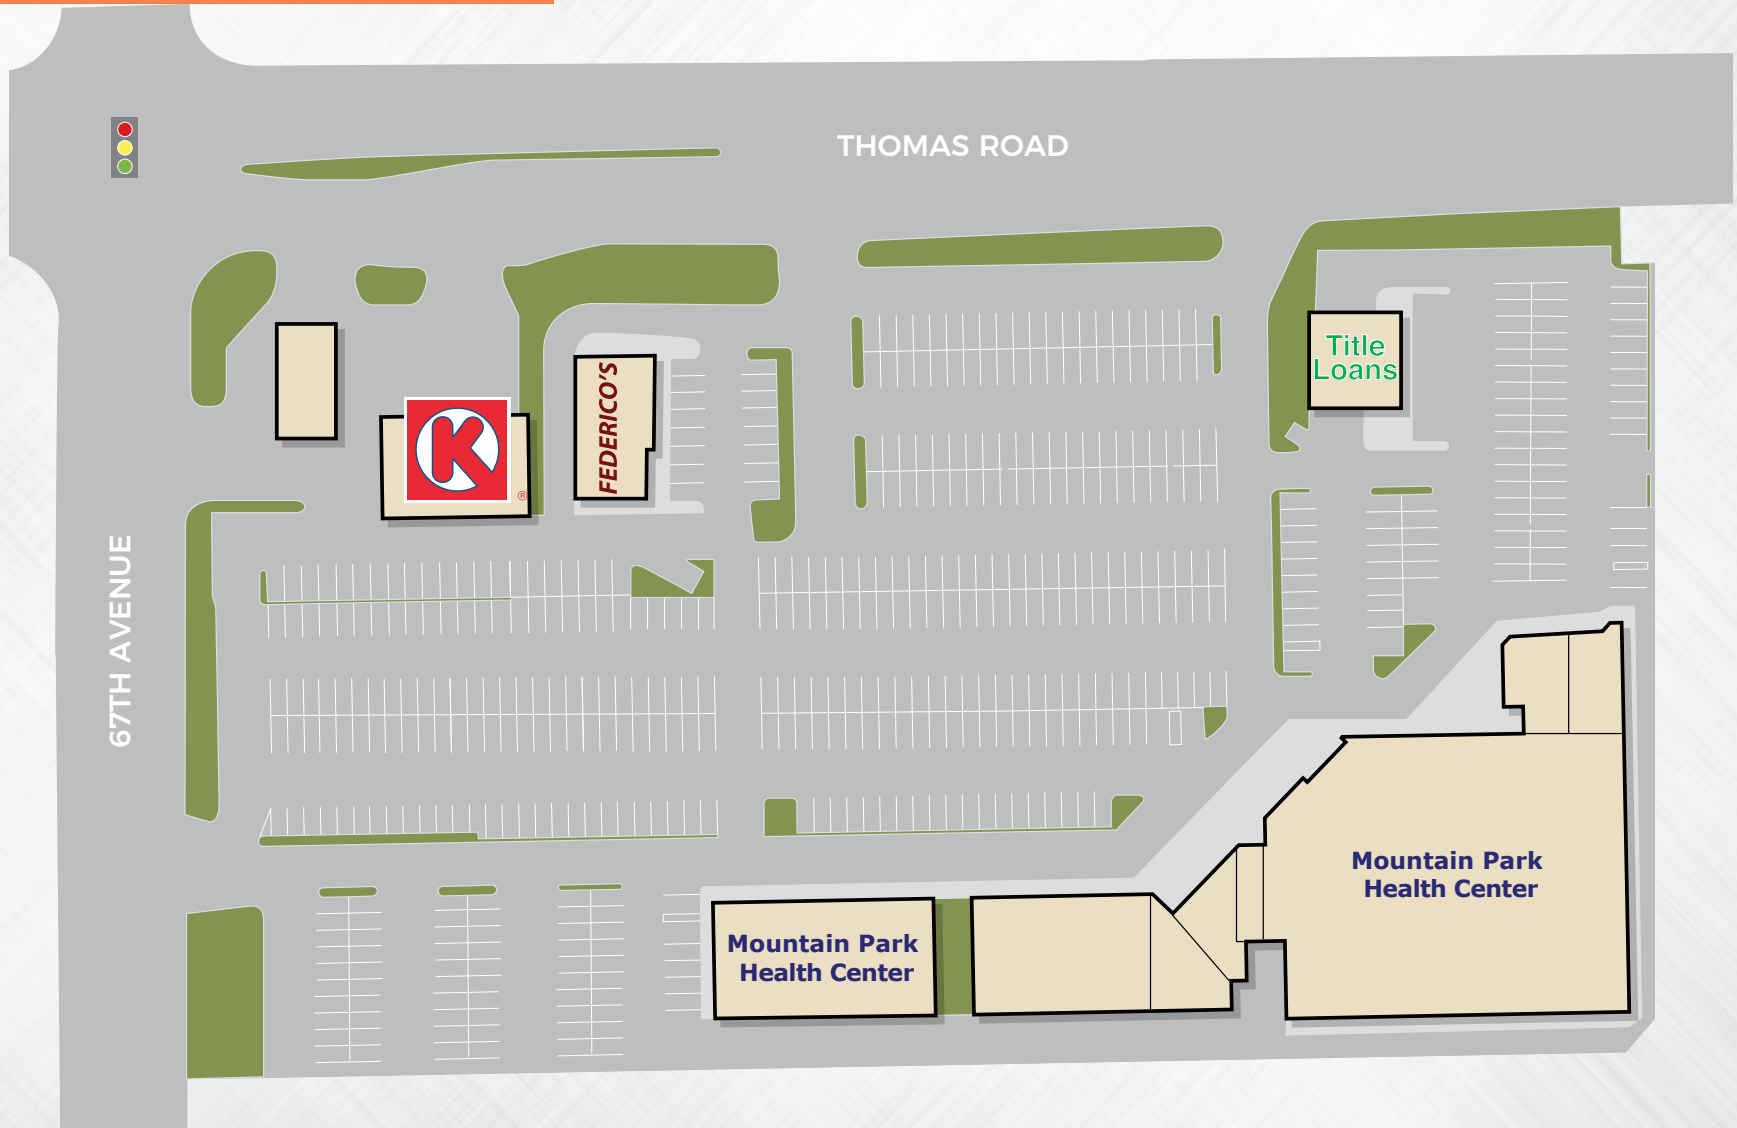 THOMAS ROAD
67TH AVENUE
K
®
FEDERICO'S
Title
Loans
Mountain Park
Health Center
Mountain Park
Health Center